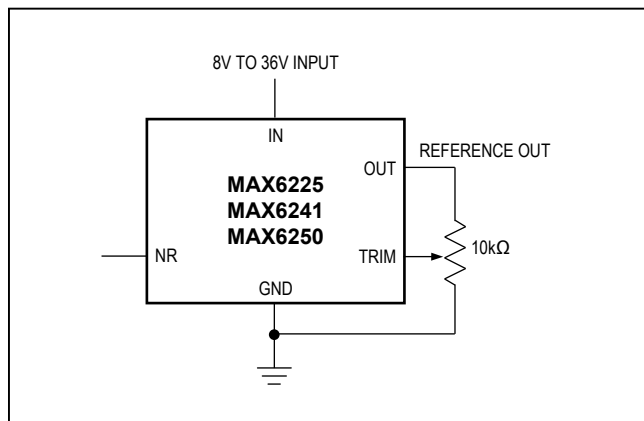 8V TO 36V INPUT
IN
REFERENCE OUT
OUT
MAX6225
MAX6241
MAX6250
10kΩ
NR
TRIM
GND